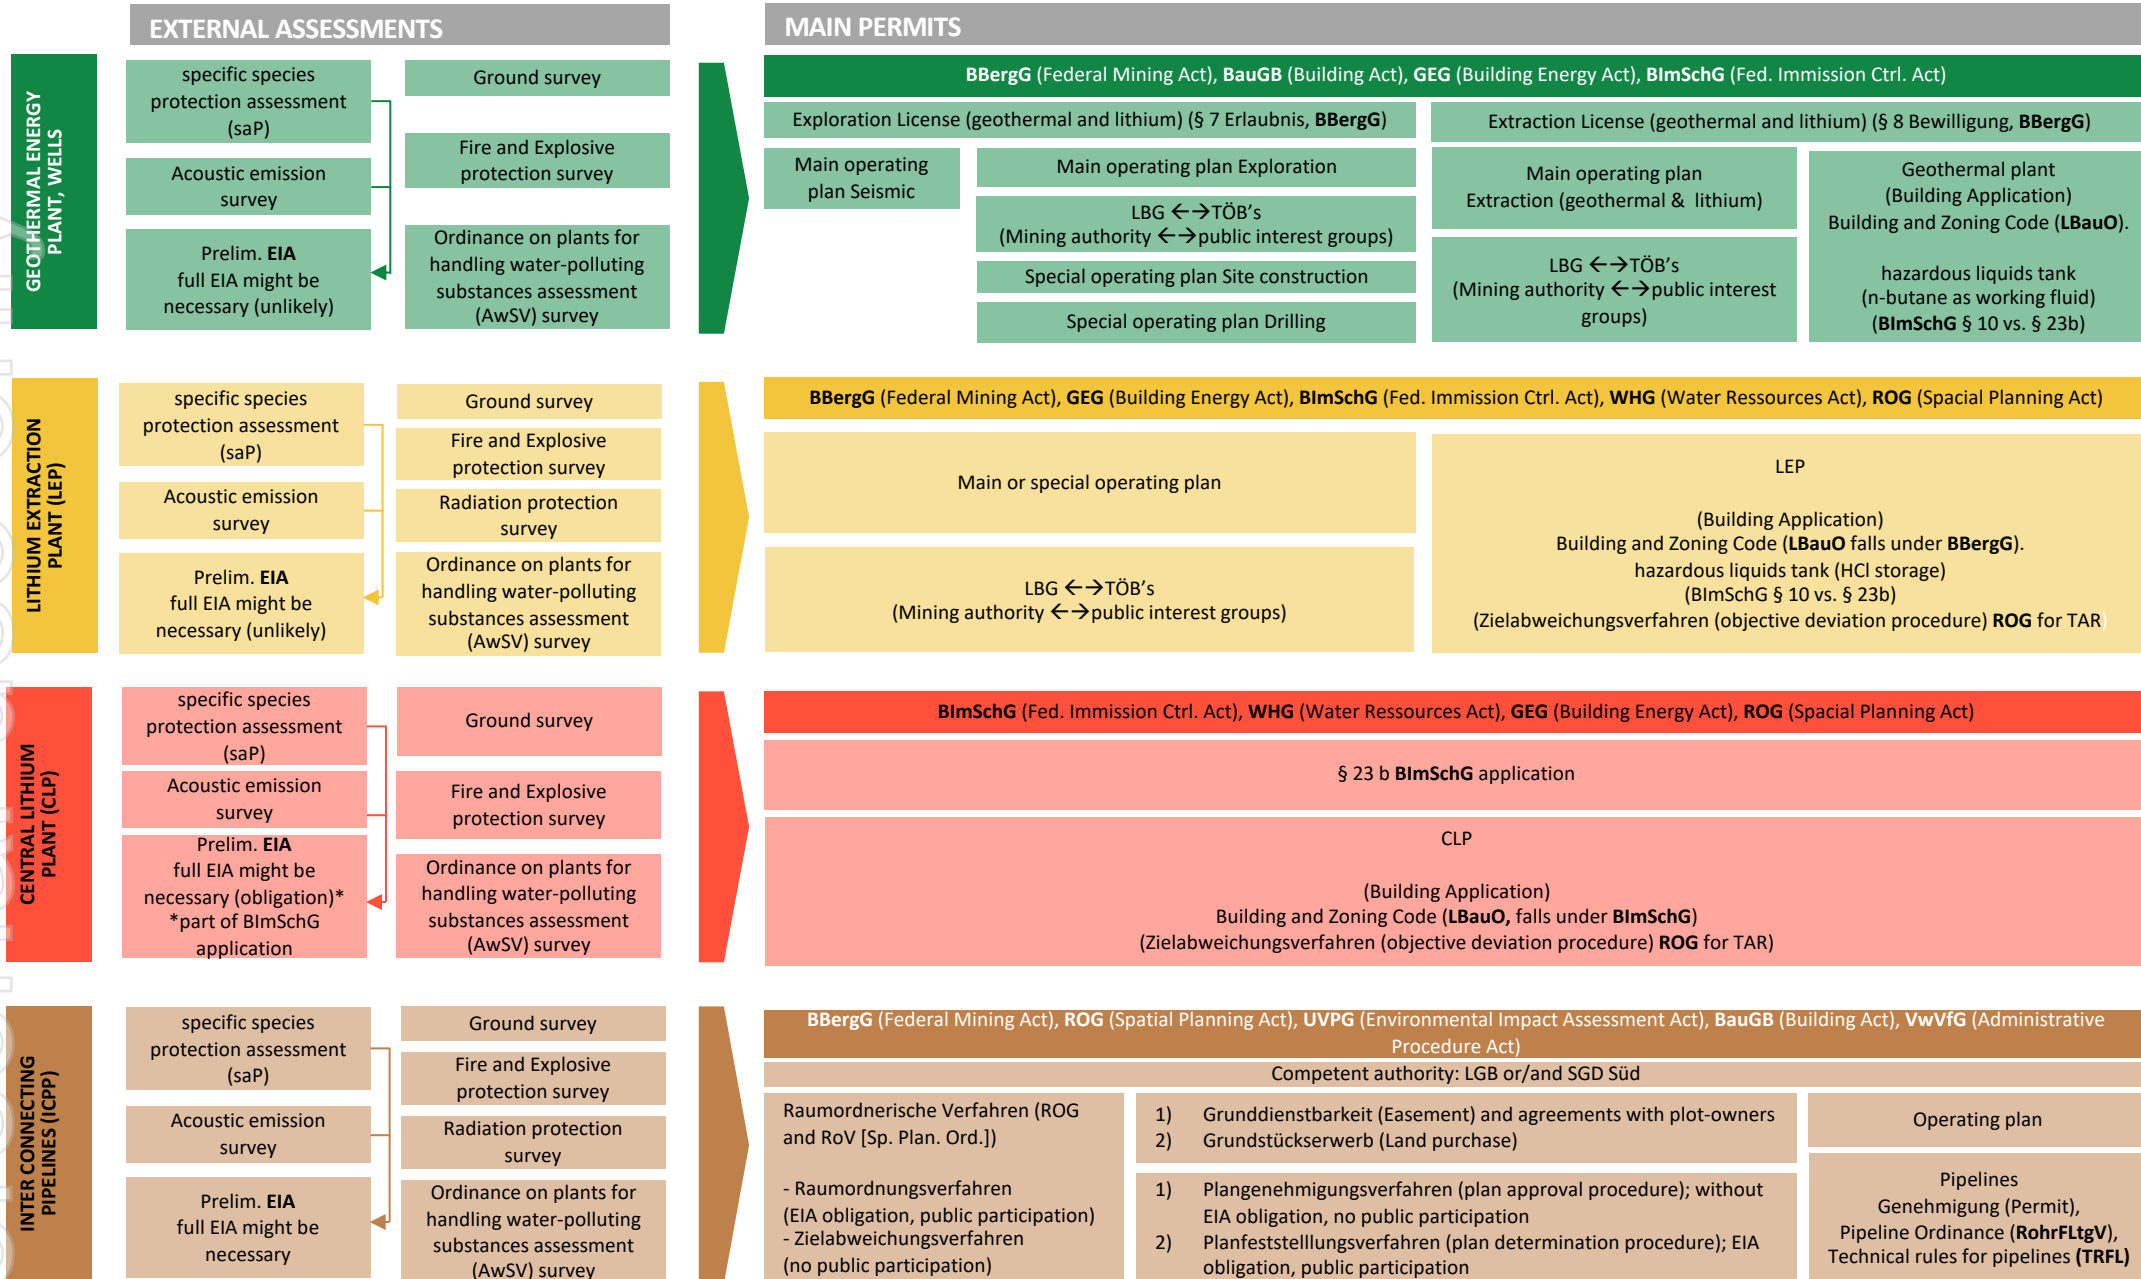 EXTERNAL ASSESSMENTS
MAIN PERMITS
GEOTHERMAL ENERGY
PLANT, WELLS
specific species
protection assessment
(saP)
Acoustic emission
survey
Prelim. EIA
full EIA might be
necessary (unlikely)
Ground survey
Fire and Explosive
protection survey
Ordinance on plants for
handling water-polluting
substances assessment
(AwSV) survey
BBergG (Federal Mining Act), BauGB (Building Act), GEG (Building Energy Act), BImSchG (Fed. Immission Ctrl. Act)
Exploration License (geothermal and lithium) (§ 7 Erlaubnis, BBergG)
Main operating
plan Seismic
Main operating plan Exploration
LBG ←→TÖB's
(Mining authority ←→public interest groups)
Special operating plan Site construction
Special operating plan Drilling
Extraction License (geothermal and lithium) (§ 8 Bewilligung, BBergG)
Main operating plan
Extraction (geothermal & lithium)
LBG ←→TÖB's
(Mining authority ←→public interest
groups)
Geothermal plant
(Building Application)
Building and Zoning Code (LBauO).
hazardous liquids tank
(n-butane as working fluid)
(BImSchG § 10 vs. § 23b)
LITHIUM EXTRACTION
PLANT (LEP)
specific species
protection assessment
(saP)
Acoustic emission
survey
Prelim. EIA
full EIA might be
necessary (unlikely)
Ground survey
Fire and Explosive
protection survey
Radiation protection
survey
Ordinance on plants for
handling water-polluting
substances assessment
(AwSV) survey
BBergG (Federal Mining Act), GEG (Building Energy Act), BImSchG (Fed. Immission Ctrl. Act), WHG (Water Ressources Act), ROG (Spacial Planning Act)
Main or special operating plan
LBG ←→TÖB's
(Mining authority ←→public interest groups)
LEP
(Building Application)
Building and Zoning Code (LBauO falls under BBergG).
hazardous liquids tank (HCl storage)
(BImSchG § 10 vs. § 23b)
(Zielabweichungsverfahren (objective deviation procedure) ROG for TAR)
CENTRAL LITHIUM
PLANT (CLP)
specific species
protection assessment
(saP)
Acoustic emission
survey
Prelim. EIA
full EIA might be
necessary (obligation)*
*part of BImSchG
application
Ground survey
Fire and Explosive
protection survey
Ordinance on plants for
handling water-polluting
substances assessment
(AwSV) survey
BImSchG (Fed. Immission Ctrl. Act), WHG (Water Ressources Act), GEG (Building Energy Act), ROG (Spacial Planning Act)
§ 23 b BImSchG application
CLP
(Building Application)
Building and Zoning Code (LBauO, falls under BImSchG)
(Zielabweichungsverfahren (objective deviation procedure) ROG for TAR)
INTER CONNECTING
PIPELINES (ICPP)
specific species
protection assessment
(saP)
Acoustic emission
survey
Prelim. EIA
full EIA might be
necessary
Ground survey
Fire and Explosive
protection survey
Radiation protection
survey
Ordinance on plants for
handling water-polluting
substances assessment
(AwSV) survey
BBergG (Federal Mining Act), ROG (Spatial Planning Act), UVPG (Environmental Impact Assessment Act), BauGB (Building Act), VwVfG (Administrative
Procedure Act)
Competent authority: LGB or/and SGD Süd
Raumordnerische Verfahren (ROG
and RoV [Sp. Plan. Ord.])
- Raumordnungsverfahren
(EIA obligation, public participation)
- Zielabweichungsverfahren
(no public participation)
1) Grunddienstbarkeit (Easement) and agreements with plot-owners
2) Grundstückserwerb (Land purchase)
1) Plangenehmigungsverfahren (plan approval procedure); without
EIA obligation, no public participation
2) Planfeststelllungsverfahren (plan determination procedure); EIA
obligation, public participation
Operating plan
Pipelines
Genehmigung (Permit),
Pipeline Ordinance (RohrFLtgV),
Technical rules for pipelines (TRFL)